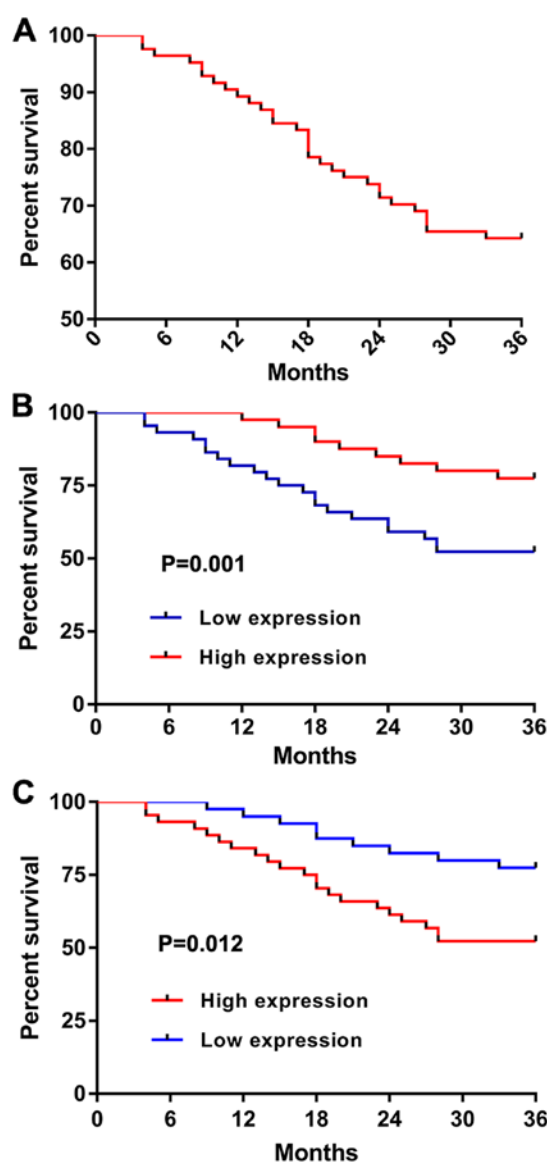 A
Percent survival
100
90
80
70
60
50
0
6
12
18
24
30
36
Months
B
Percent survival
100
75
50
25
0
P=0.001
Low expression
High expression
0
6
12
18
24
30
36
Months
C
Percent survival
100
75
50
25
0
P=0.012
High expression
Low expression
0
6
12
18
24
30
36
Months